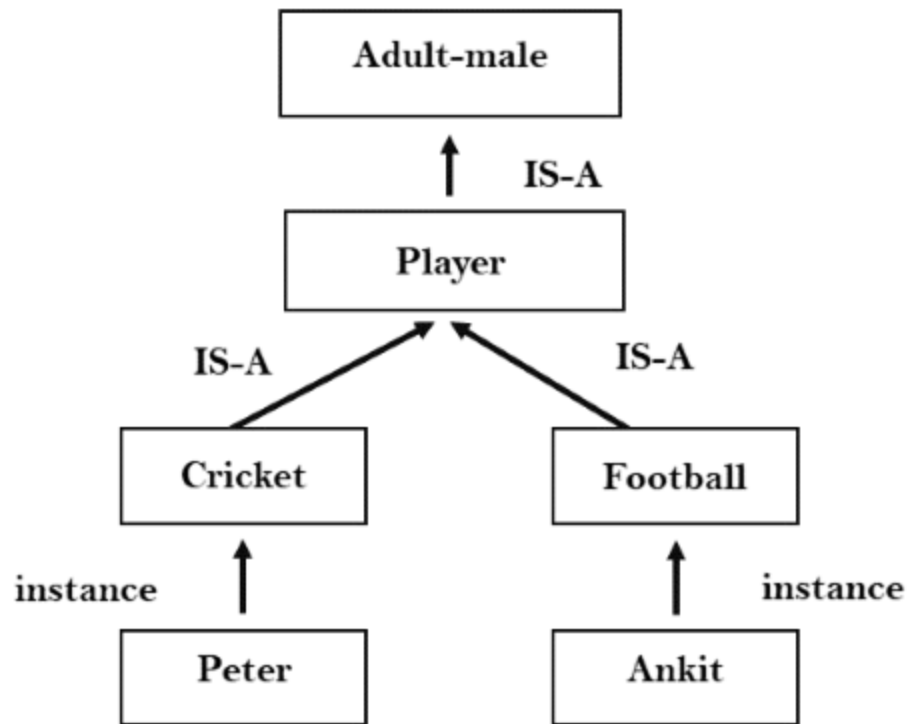 Adult-male
IS-A
Player
IS-A
IS-A
Cricket
Football
instance
instance
Peter
Ankit